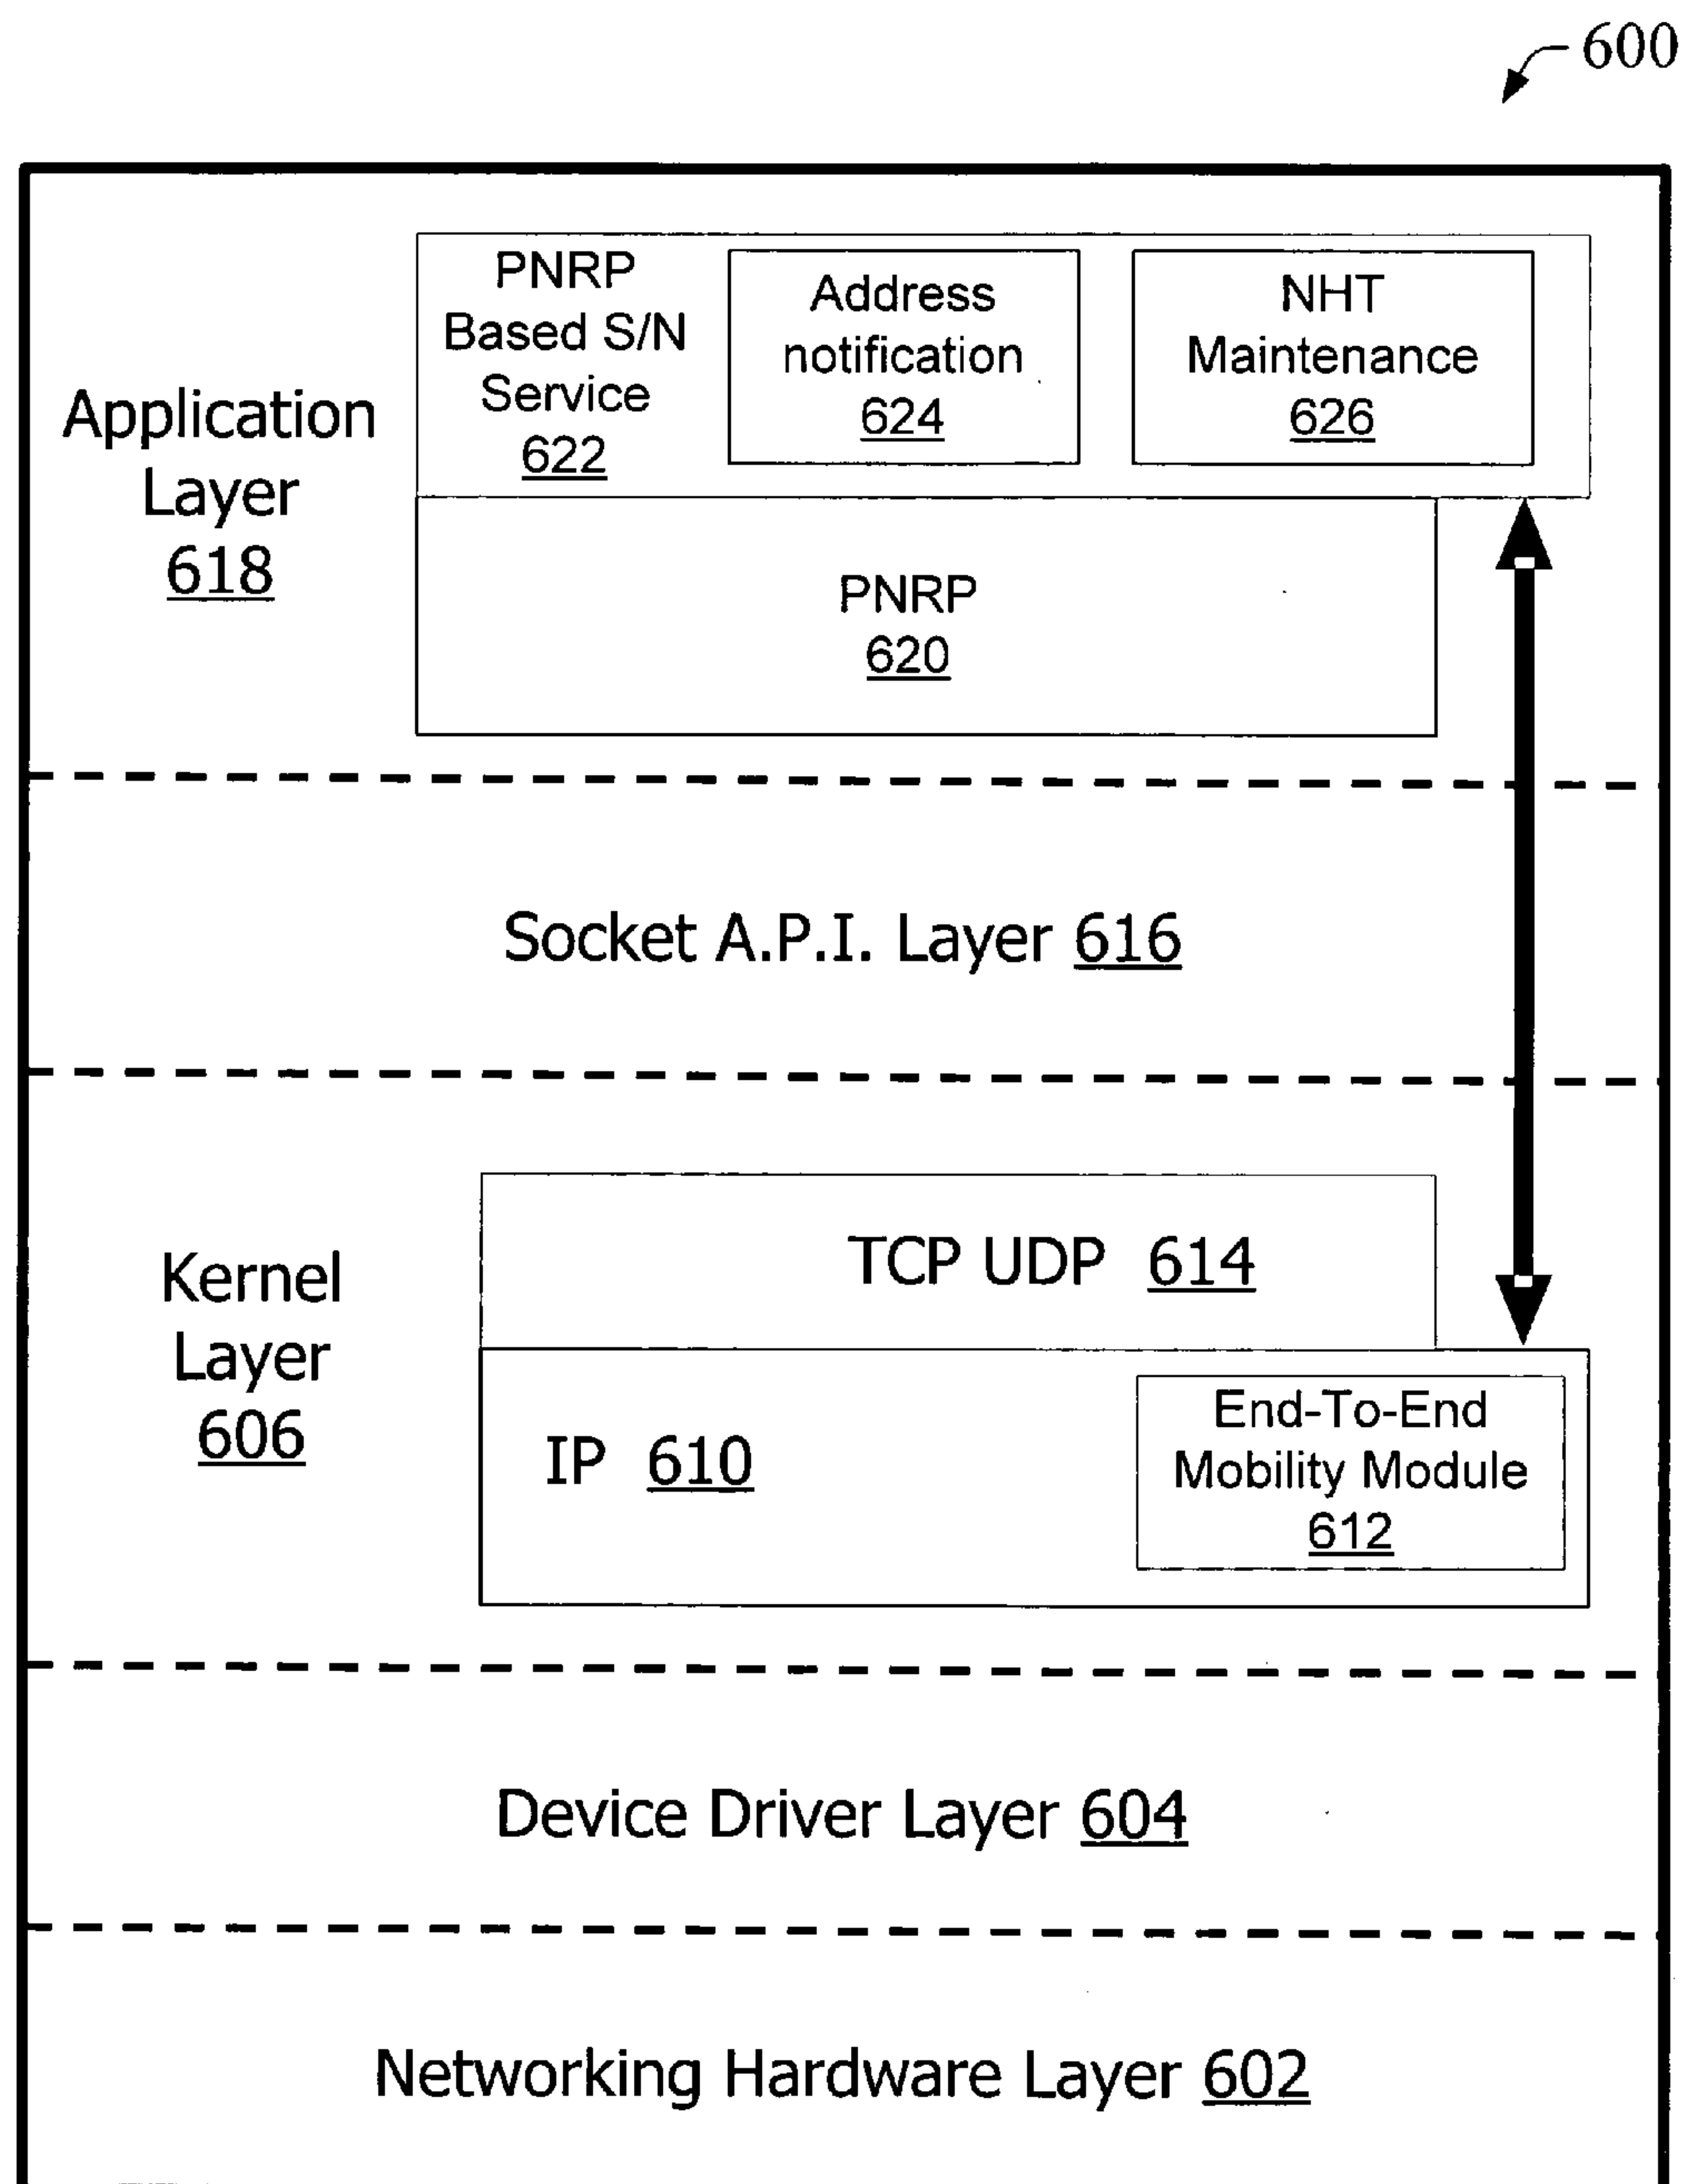 600
PNRP
Based S/N
Service
622
Address
notification
624
NHT
Maintenance
626
Application
Layer
618
PNRP
620
Socket A.P.I. Layer 616
TCP UDP 614
Kernel
Layer
606
IP 610
End-To-End
Mobility Module
612
Device Driver Layer 604
Networking Hardware Layer 602